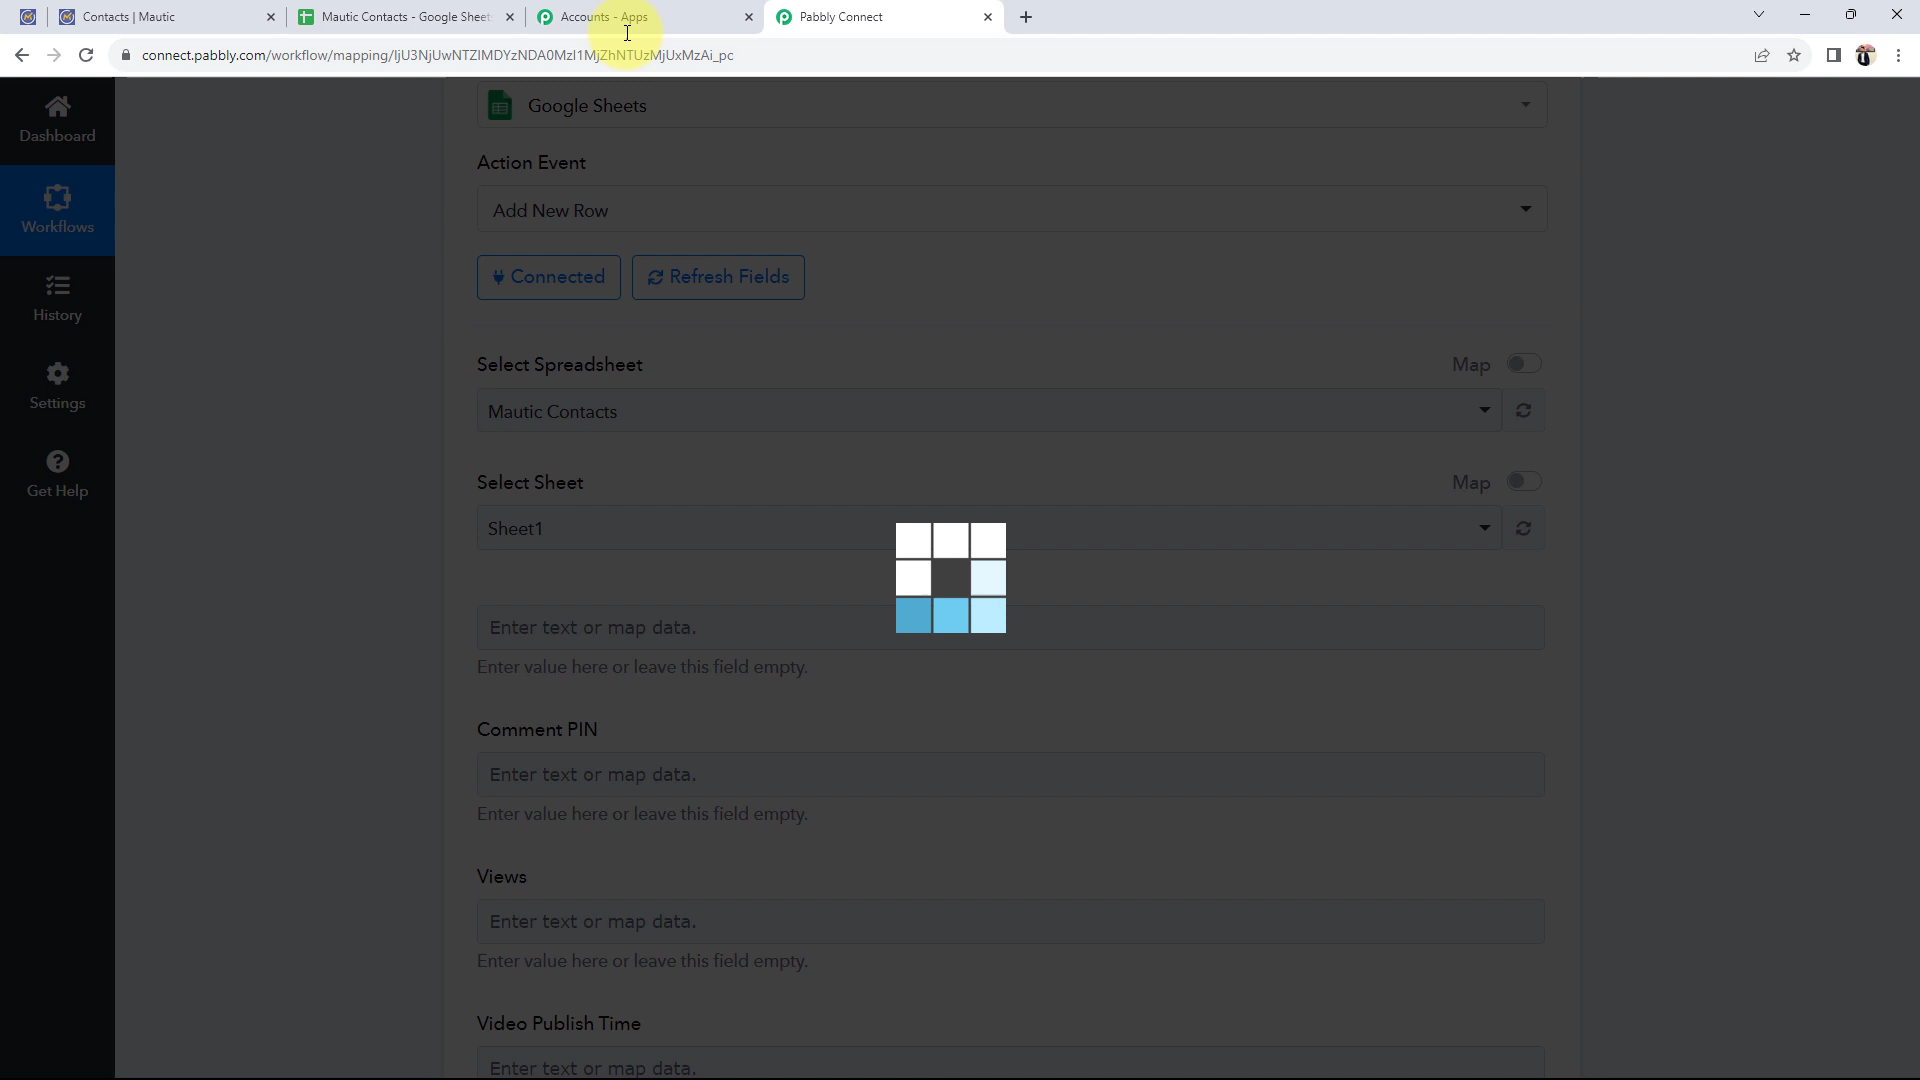 Contacts | Mautic
Mautic Contacts - Google Sheet
Accounts - Apps
Pabbly Connect
connect.pabbly.com/workflow/mapping/IjU3NjUwNTZlMDYzNDA0MzI1MjZhNTUzMjUxMzAi_pc
Dashboard
Workflows
History
Settings
Get Help
Google Sheets
Action Event
Add New Row
Connected
Refresh Fields
Select Spreadsheet
Map
Mautic Contacts
Select Sheet
Map
Sheet1
Enter text or map data.
Enter value here or leave this field empty.
Comment PIN
Enter text or map data.
Enter value here or leave this field empty.
Views
Enter text or map data.
Enter value here or leave this field empty.
Video Publish Time
Enter text or map data.